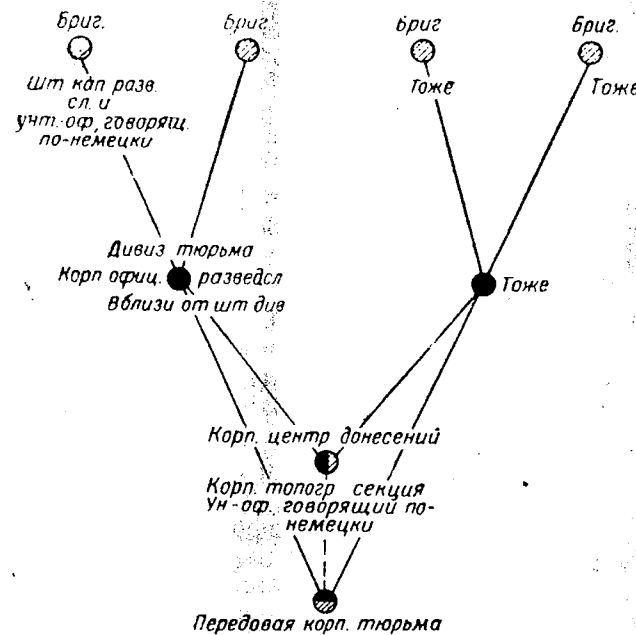 Бриг.
Бриг.
Бриг
Бриг.
Шт кап разв.
сл. и
унт.-оф., говорящ.
по-немецки
Тоже
Тоже
Дивиз тюрьма
Корп офиц. разведсл
Вблизи от шт див
Тоже
Корп. центр донесений
Корп. топогр секция
Ун-оф. говорящий по-
немецки
Передовая корп. тюрьма